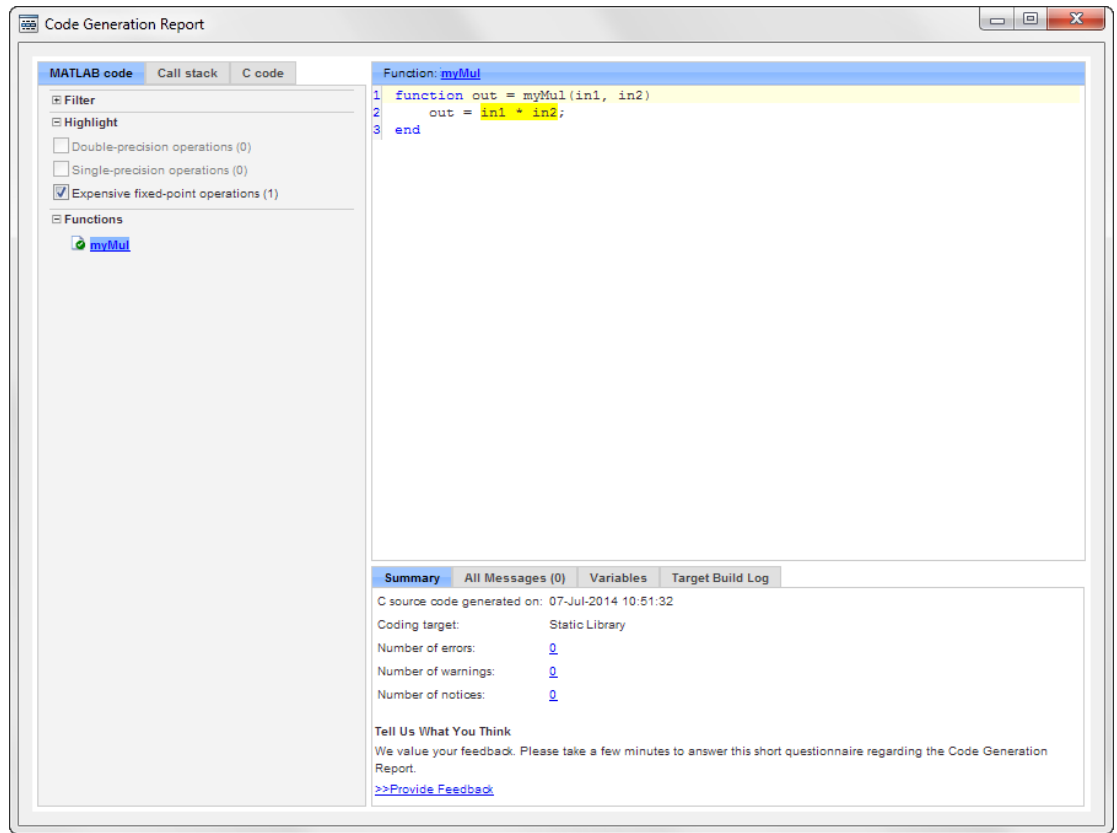 Code Generation Report
MATLAB code Call stack C code
Filter
Highlight
Double-precision operations (0)
Single-precision operations (0)
Expensive fixed-point operations (1)
Functions
myMul
Function: myMul
1 function out = myMul(in1, in2)
2 out = in1 * in2;
3 end
Summary All Messages (0) Variables Target Build Log
C source code generated on: 07-Jul-2014 10:51:32
Coding target: Static Library
Number of errors: 0
Number of warnings: 0
Number of notices: 0
Tell Us What You Think
We value your feedback. Please take a few minutes to answer this short questionnaire regarding the Code Generation
Report.
>>Provide Feedback